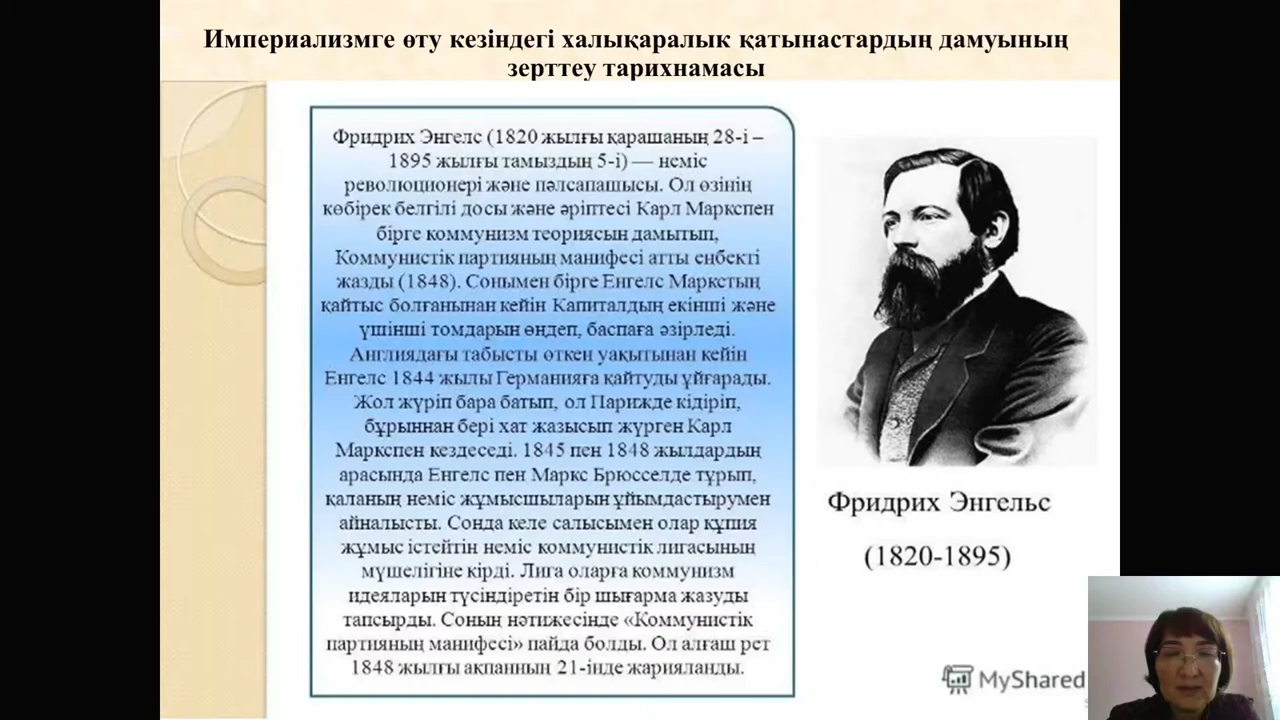 Империализмге өту кезіндегі халықаралык қатынастардың дамуының
зерттеу тарихнамасы
Фридрих Энгелс (1820 жылғы қарашаның 28-і –
1895 жылғы тамыздың 5-і) — неміс
революционері және пәлсапашысы. Ол өзінің
көбірек белгілі досы және әріптесі Карл Маркспен
бірге коммунизм теориясын дамытып,
Коммунистік партияның манифесі атты еңбекті
жазды (1848). Сонымен бірге Енгелс Маркстың
қайтыс болғанынан кейін Капиталдың екінші және
үшінші томдарын өңдеп, баспаға әзірледі.
Англиядағы табысты өткен уақытынан кейін
Енгелс 1844 жылы Германияға қайтуды ұйғарады.
Жол жүріп бара батып, ол Парижде кідіріп,
бұрыннан бері хат жазысып жүрген Карл
Маркспен кездеседі. 1845 пен 1848 жылдардың
арасында Енгелс пен Маркс Брюсселде тұрып,
қаланың неміс жұмысшыларын ұйымдастырумен
айналысты. Сонда келе салысымен олар құпия
жұмыс істейтін неміс коммунистік лигасының
мүшелігіне кірді. Лига оларға коммунизм
идеяларын түсіндіретін бір шығарма жазуды
тапсырды. Соның нәтижесінде «Коммунистік
партияның манифесі» пайда болды. Ол алғаш рет
1848 жылғы ақпанның 21-інде жарияланды.
Фридрих Энгельс
(1820-1895)
MyShared